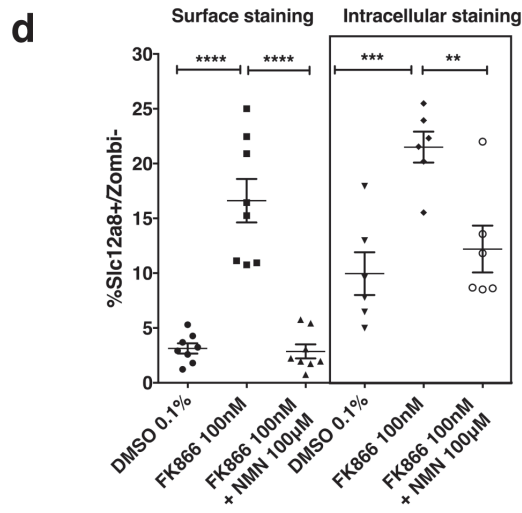 d
Surface staining
Intracellular staining
%Slc12a8+/Zombi-
30
25
20
15
10
5
0
****
****
***
**
DMSO 0.1%
FK866 100nM
FK866 100nM
+ NMN 100µM
DMSO 0.1%
FK866 100nM
FK866 100nM
+ NMN 100µM